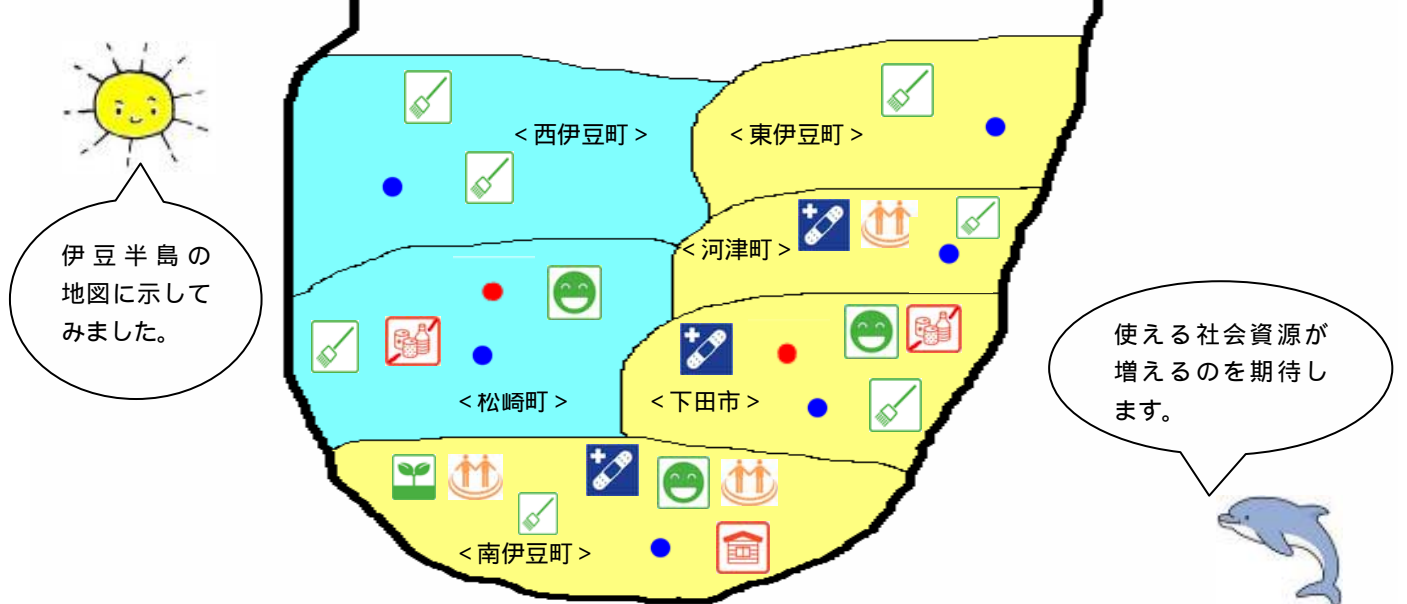 ＜西伊豆町＞
＜東伊豆町＞
伊豆半島の
地図に示して
みました。
＜河津町＞
使える社会資源が
増えるのを期待し
ます。
＜松崎町＞
＜下田市＞
＜南伊豆町＞